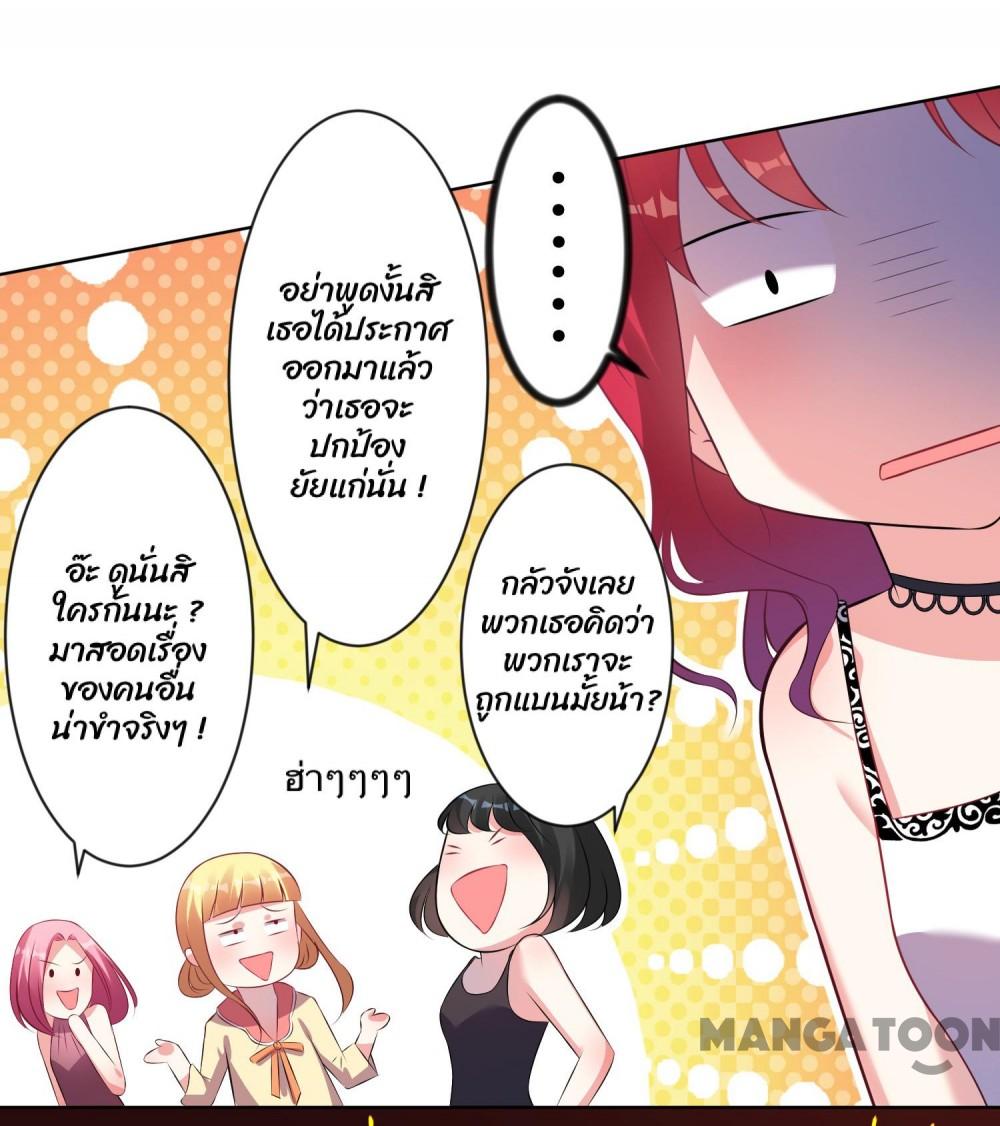 อ๊ะ ดูนั่นสิ
ใครกันนะ ?
มาสอดเรื่อง
ของคนอื่น
น่าขำจริงๆ !
อย่าพูดงั้นสิ
เธอได้ประกาศ
ออกมาแล้ว
ว่าเธอจะ
ปกป้อง
ยัยแก่นั่น !
กลัวจังเลย
พวกเธอคิดว่า
พวกเราจะ
ถูกแบนมั้ยน้า?
ฮ่าๆๆๆๆ
MANGATOON